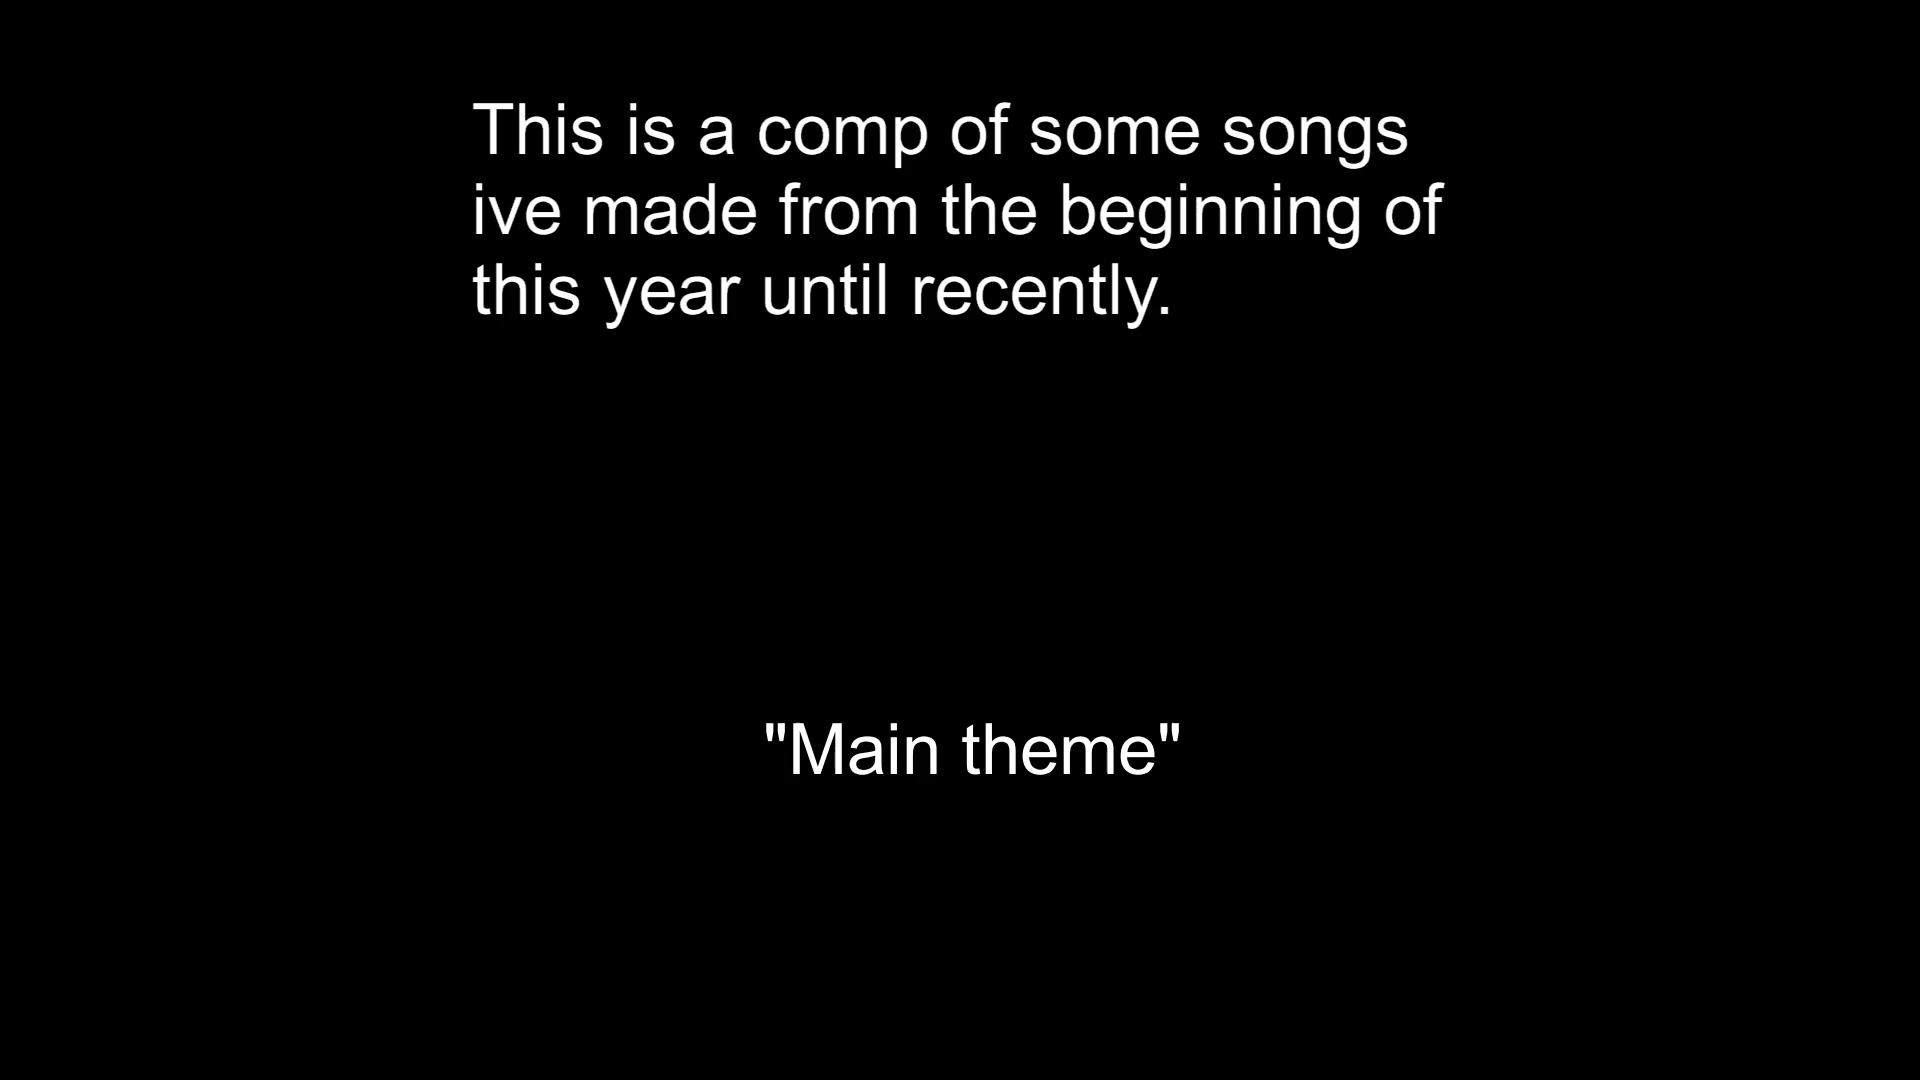 This is a comp of some songs
ive made from the beginning of
this year until recently.
"Main theme"